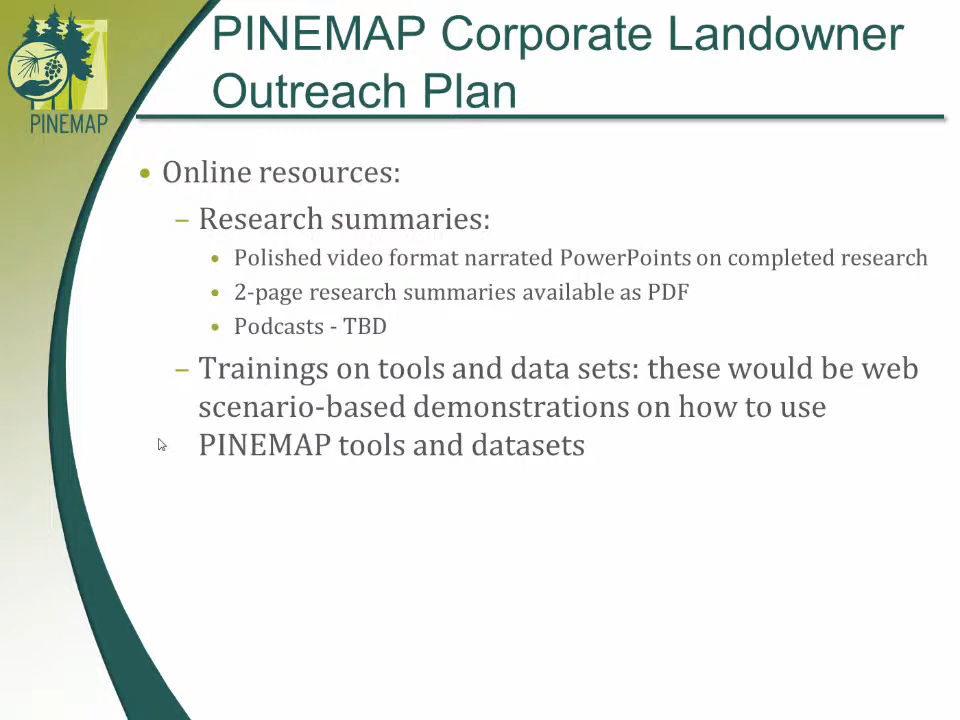 PINEMAP Corporate Landowner
Outreach Plan
PINEMAP
• Online resources:
– Research summaries:
• Polished video format narrated PowerPoints on completed research
• 2-page research summaries available as PDF
• Podcasts - TBD
– Trainings on tools and data sets: these would be web
scenario-based demonstrations on how to use
PINEMAP tools and datasets